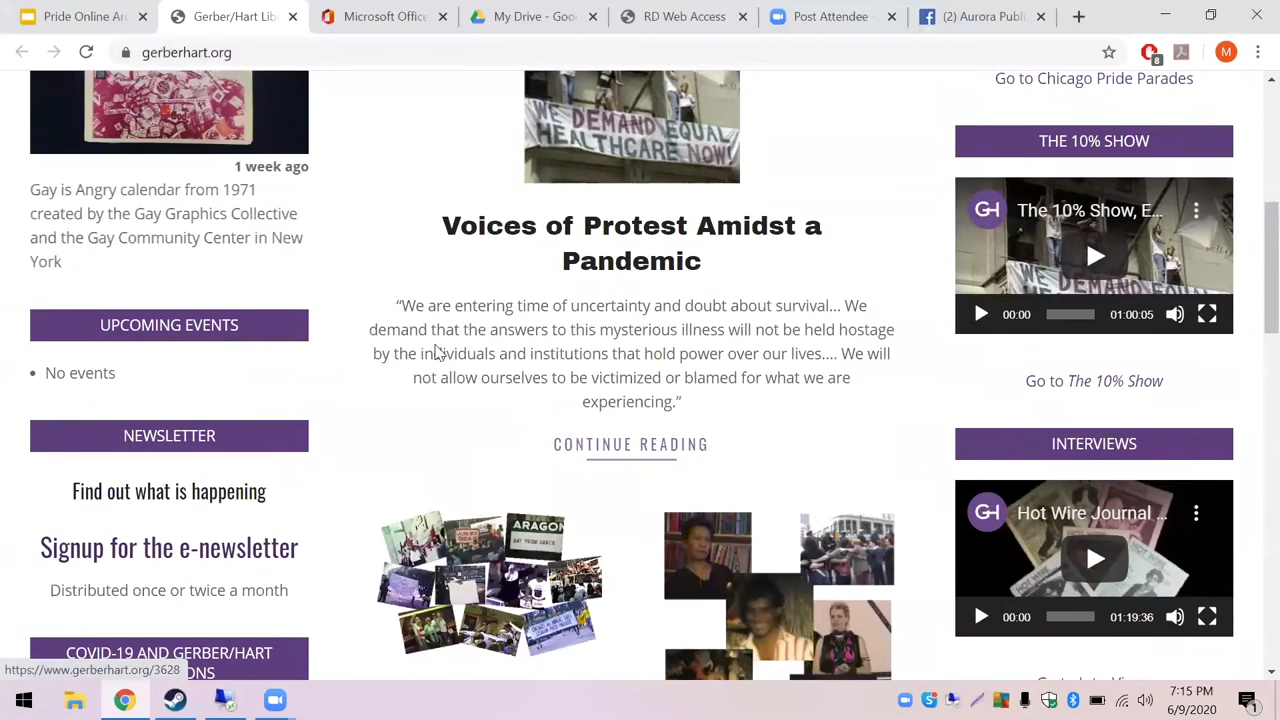 Pride Online Ar
Gerber/Hart Lib
Microsoft Office
MyDrive - Goo
RD Web Access
Post Attendee -
(2) Aurora Publ
gerberhart.org
8
M
1 week ago
Gay is Angry calendar from 1971
created by the Gay Graphics Collective
and the Gay Community Center in New
York
UPCOMING EVENTS
No events
NEWSLETTER
Find out what is happening
Signup for the e-newsletter
Distributed once or twice a month
COVID-19 AND GERBER/HART
ONS
https://www.gerberhart.org/3628
WE DEMAND EQUAL
HEALTHCARE NOW!
Voices of Protest Amidst a
Pandemic
“We are entering time of uncertainty and doubt about survival... We
demand that the answers to this mysterious illness will not be held hostage
by the individuals and institutions that hold power over our lives.... We will
not allow ourselves to be victimized or blamed for what we are
experiencing.”
CONTINUE READING
ARAGON
Go to Chicago Pride Parades
THE 10% SHOW
GH
The 10% Show, E...
00:00
01:00:05
Go to The 10% Show
INTERVIEWS
GH
Hot Wire Journal ...
00:00
01:19:36
7:15 PM
6/9/2020
1